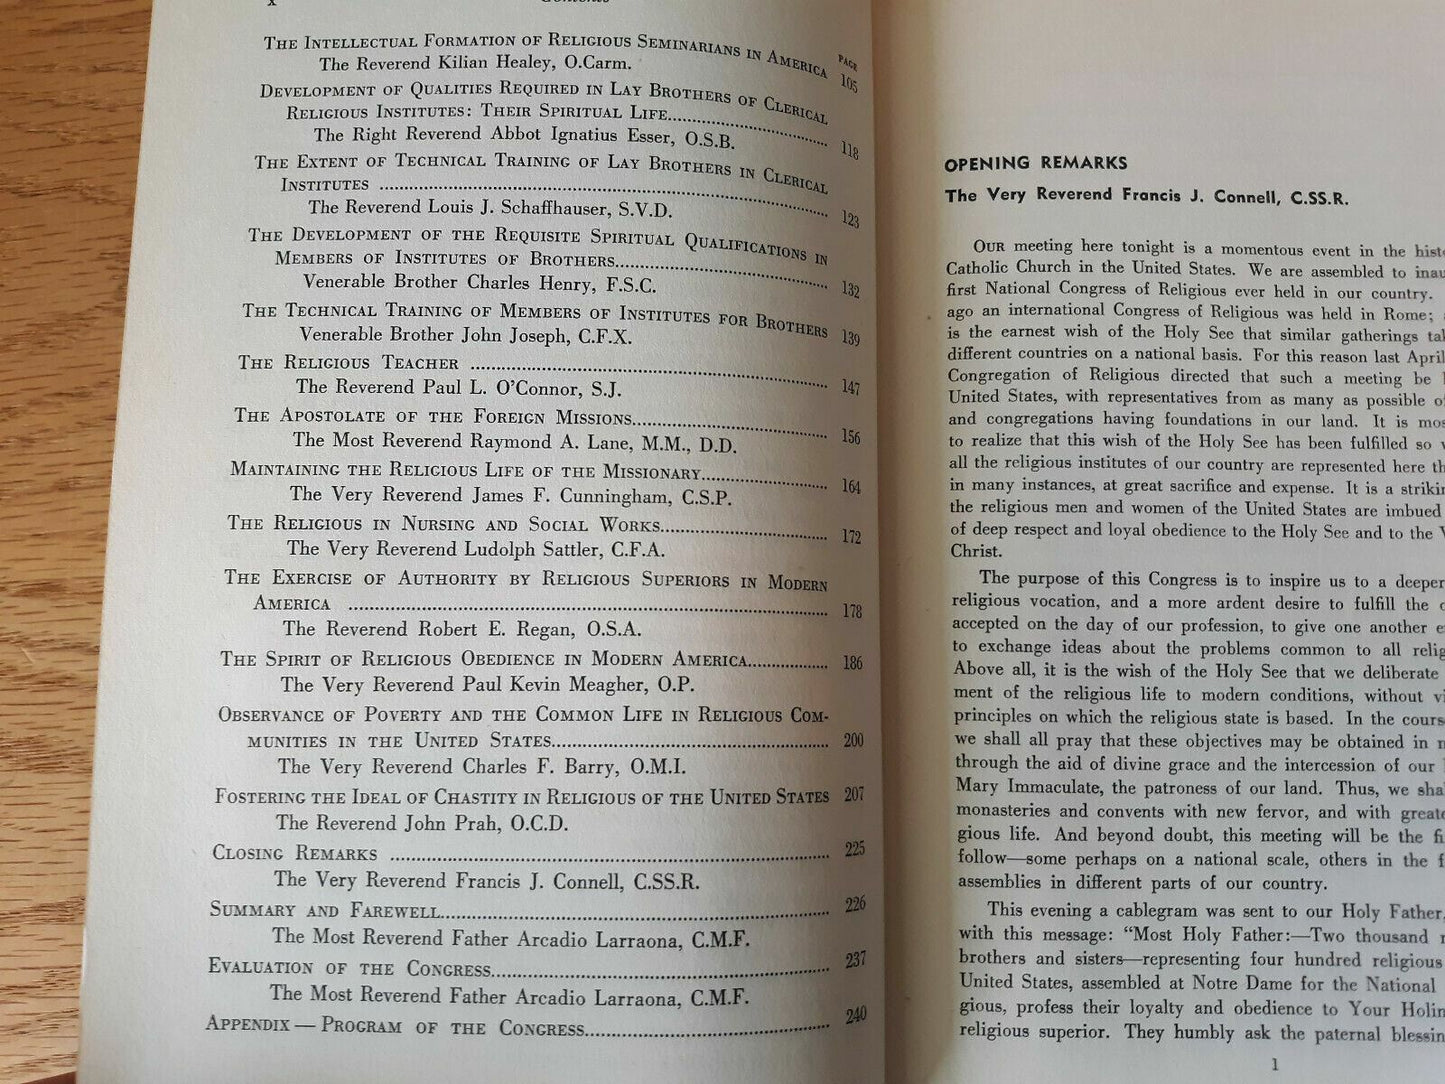 x Contents
PAGE
THE INTELLECTUAL FORMATION OF RELIGIOUS SEMINARIANS IN AMERICA 105
The Reverend Kilian Healey, O.Carm.
DEVELOPMENT OF QUALITIES REQUIRED IN LAY BROTHERS OF CLERICAL
RELIGIOUS INSTITUTES: THEIR SPIRITUAL LIFE 118
The Right Reverend Abbot Ignatius Esser, O.S.B.
THE EXTENT OF TECHNICAL TRAINING OF LAY BROTHERS IN CLERICAL
INSTITUTES 123
The Reverend Louis J. Schaffhauser, S.V.D.
THE DEVELOPMENT OF THE REQUISITE SPIRITUAL QUALIFICATIONS IN
MEMBERS OF INSTITUTES OF BROTHERS 132
Venerable Brother Charles Henry, F.S.C.
THE TECHNICAL TRAINING OF MEMBERS OF INSTITUTES FOR BROTHERS 139
Venerable Brother John Joseph, C.F.X.
THE RELIGIOUS TEACHER 147
The Reverend Paul L. O'Connor, S.J.
THE APOSTOLATE OF THE FOREIGN MISSIONS 156
The Most Reverend Raymond A. Lane, M.M., D.D.
MAINTAINING THE RELIGIOUS LIFE OF THE MISSIONARY 164
The Very Reverend James F. Cunningham, C.S.P.
THE RELIGIOUS IN NURSING AND SOCIAL WORKS 172
The Very Reverend Ludolph Sattler, C.F.A.
THE EXERCISE OF AUTHORITY BY RELIGIOUS SUPERIORS IN MODERN
AMERICA 178
The Reverend Robert E. Regan, O.S.A.
THE SPIRIT OF RELIGIOUS OBEDIENCE IN MODERN AMERICA 186
The Very Reverend Paul Kevin Meagher, O.P.
OBSERVANCE OF POVERTY AND THE COMMON LIFE IN RELIGIOUS COM-
MUNITIES IN THE UNITED STATES 200
The Very Reverend Charles F. Barry, O.M.I.
FOSTERING THE IDEAL OF CHASTITY IN RELIGIOUS OF THE UNITED STATES 207
The Reverend John Prah, O.C.D.
CLOSING REMARKS 225
The Very Reverend Francis J. Connell, C.SS.R.
SUMMARY AND FAREWELL 226
The Most Reverend Father Arcadio Larraona, C.M.F.
EVALUATION OF THE CONGRESS 237
The Most Reverend Father Arcadio Larraona, C.M.F.
APPENDIX — PROGRAM OF THE CONGRESS 240
OPENING REMARKS
The Very Reverend Francis J. Connell, C.SS.R.
OUR meeting here tonight is a momentous event in the
Catholic Church in the United States. We are assembled to
first National Congress of Religious ever held in our country.
ago an international Congress of Religious was held in Rome;
is the earnest wish of the Holy See that similar gatherings
different countries on a national basis. For this reason last April
Congregation of Religious directed that such a meeting be
United States, with representatives from as many as possible
and congregations having foundations in our land. It is
to realize that this wish of the Holy See has been fulfilled so
all the religious institutes of our country are represented here
in many instances, at great sacrifice and expense. It is a
the religious men and women of the United States are imbued
of deep respect and loyal obedience to the Holy See and to the
Christ.
The purpose of this Congress is to inspire us to a deeper
religious vocation, and a more ardent desire to fulfill the
accepted on the day of our profession, to give one another
to exchange ideas about the problems common to all
Above all, it is the wish of the Holy See that we deliberate
ment of the religious life to modern conditions, without
principles on which the religious state is based. In the
we shall all pray that these objectives may be obtained in
through the aid of divine grace and the intercession of our
Mary Immaculate, the patroness of our land. Thus, we
monasteries and convents with new fervor, and with
gious life. And beyond doubt, this meeting will be the
follow—some perhaps on a national scale, others in the
assemblies in different parts of our country.
This evening a cablegram was sent to our Holy Father,
with this message: "Most Holy Father:—Two thousand
brothers and sisters—representing four hundred religious
United States, assembled at Notre Dame for the National
gious, profess their loyalty and obedience to Your
religious superior. They humbly ask the paternal
1